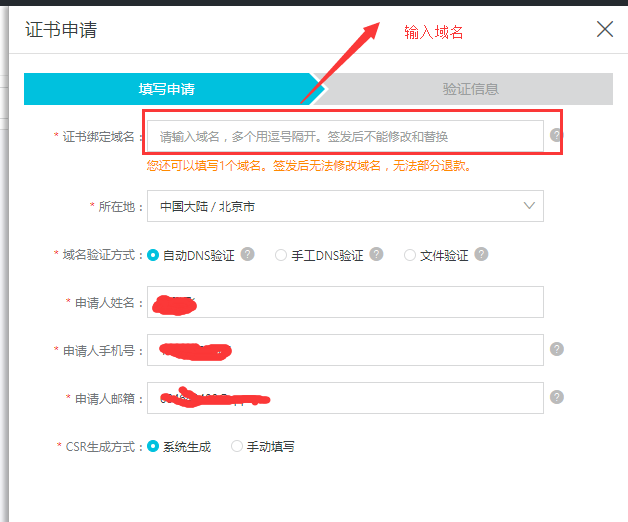 证书申请
输入域名
填写申请
验证信息
* 证书绑定域名：
请输入域名，多个用逗号隔开。签发后不能修改和替换
?
您还可以填写1个域名。签发后无法修改域名，无法部分退款。
* 所在地：
中国大陆 / 北京市
* 域名验证方式：
自动DNS验证 ?
手工DNS验证 ?
文件验证 ?
* 申请人姓名：
* 申请人手机号：
?
* 申请人邮箱：
?
* CSR生成方式：
系统生成
手动填写